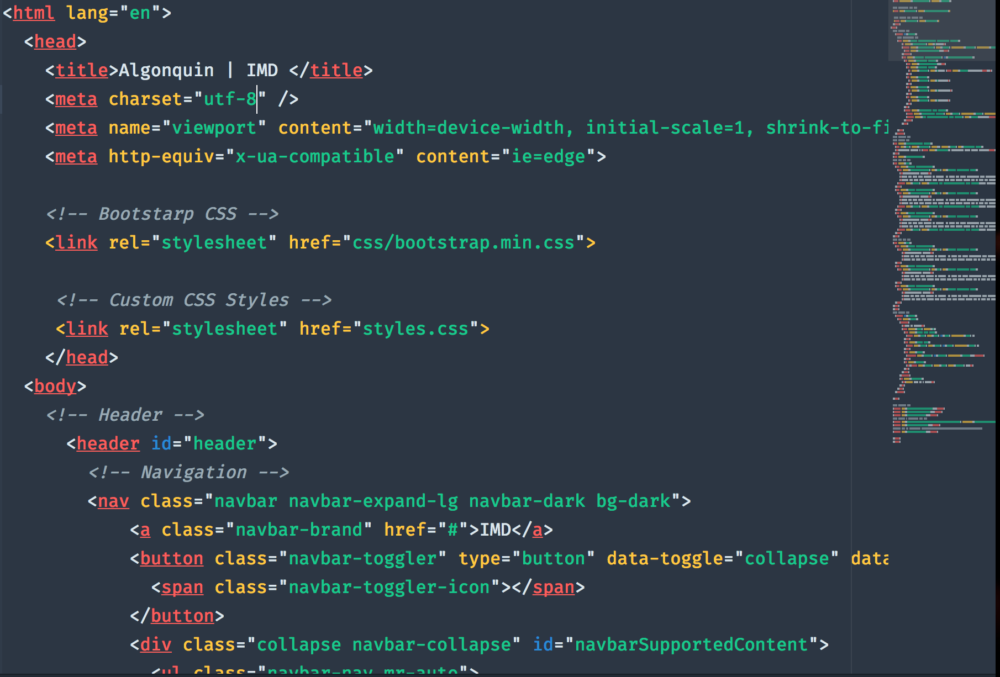 <html lang="en">
<head>
<title>Algonquin | IMD </title>
<meta charset="utf-8" />
<meta name="viewport" content="width=device-width, initial-scale=1, shrink-to-fi
<meta http-equiv="x-ua-compatible" content="ie=edge">
<!-- Bootstarp CSS -->
<link rel="stylesheet" href="css/bootstrap.min.css">
<!-- Custom CSS Styles -->
<link rel="stylesheet" href="styles.css">
</head>
<body>
<!-- Header -->
<header id="header">
<!-- Navigation -->
<nav class="navbar navbar-expand-lg navbar-dark bg-dark">
<a class="navbar-brand" href="#">IMD</a>
<button class="navbar-toggler" type="button" data-toggle="collapse" data
<span class="navbar-toggler-icon"></span>
</button>
<div class="collapse navbar-collapse" id="navbarSupportedContent">
<ul class="navbar-nav mr-auto">